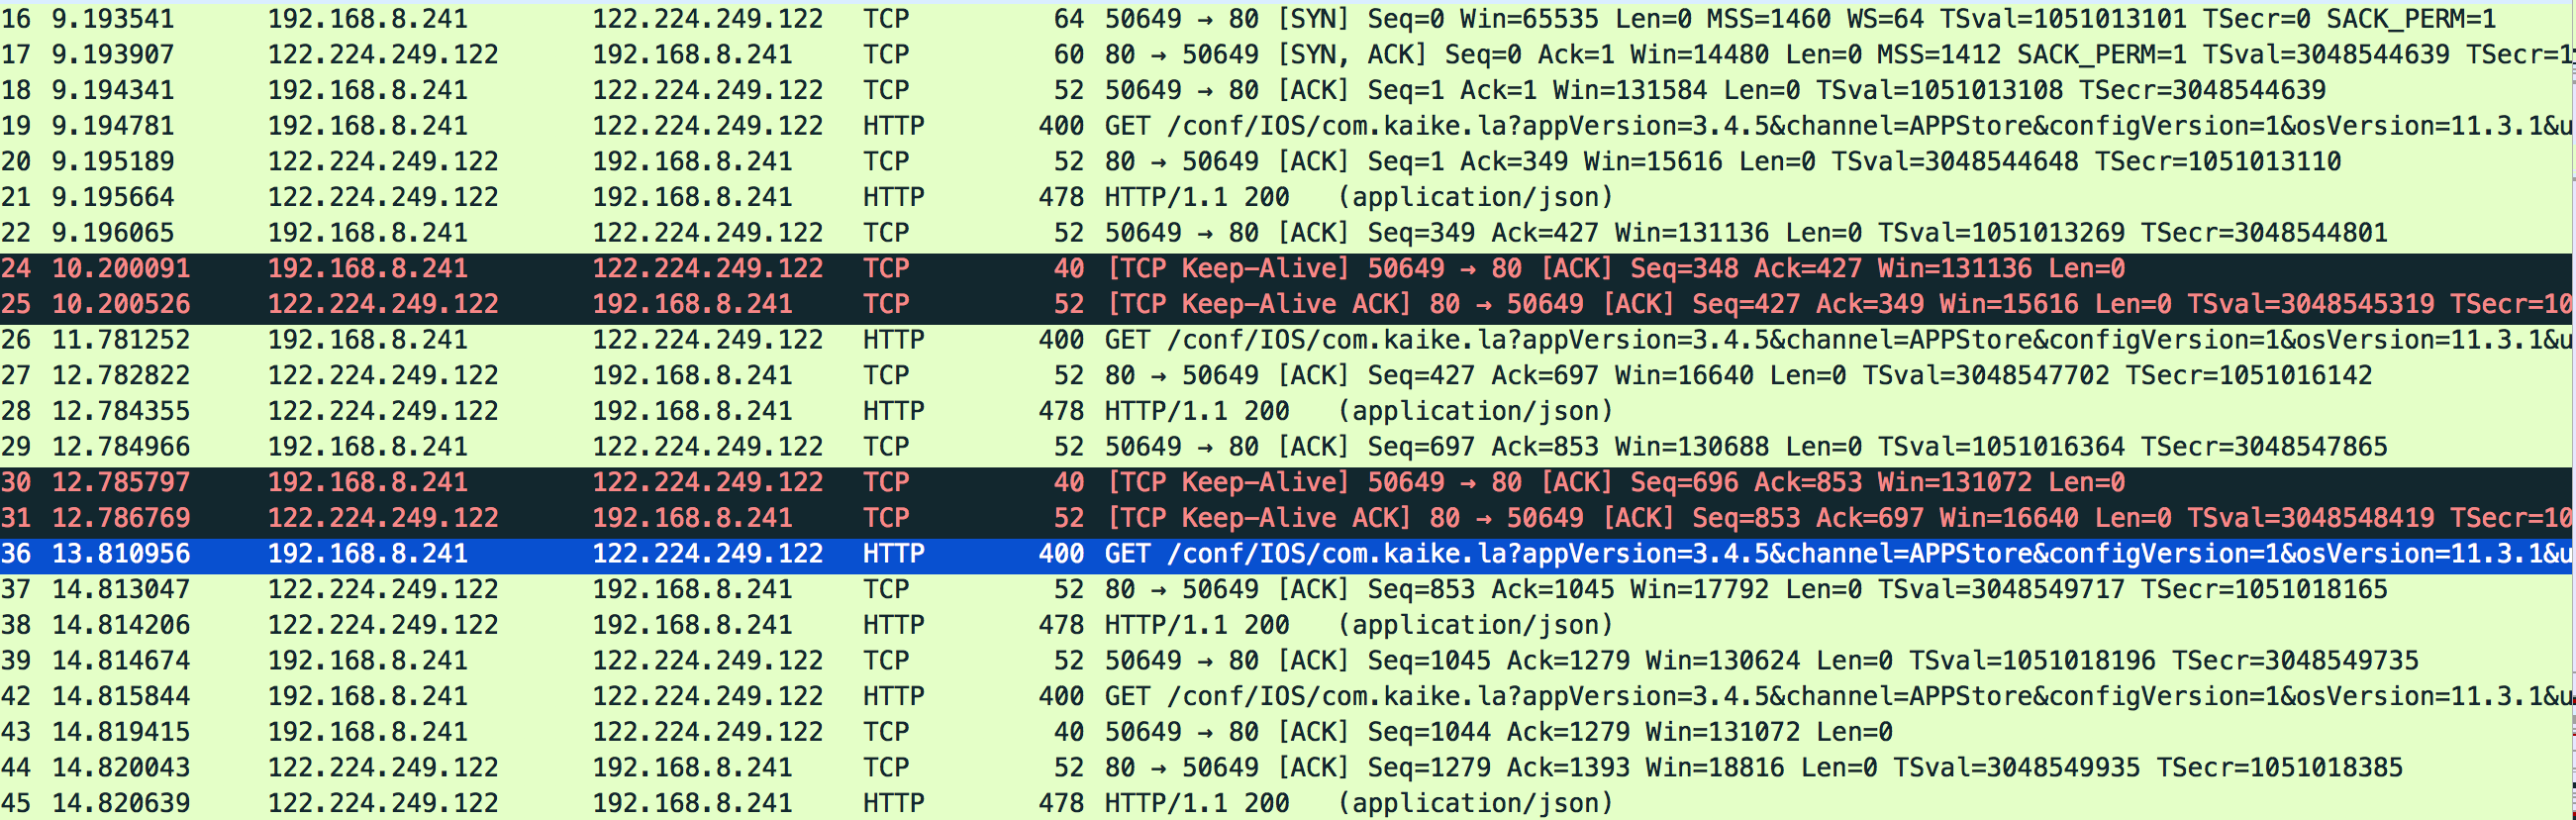 16 9.193541 192.168.8.241 122.224.249.122 TCP 64 50649 → 80 [SYN] Seq=0 Win=65535 Len=0 MSS=1460 WS=64 TSval=1051013101 TSecr=0 SACK_PERM=1
17 9.193907 122.224.249.122 192.168.8.241 TCP 60 80 → 50649 [SYN, ACK] Seq=0 Ack=1 Win=14480 Len=0 MSS=1412 SACK_PERM=1 TSval=3048544639 TSecr=1
18 9.194341 192.168.8.241 122.224.249.122 TCP 52 50649 → 80 [ACK] Seq=1 Ack=1 Win=131584 Len=0 TSval=1051013108 TSecr=3048544639
19 9.194781 192.168.8.241 122.224.249.122 HTTP 400 GET /conf/IOS/com.kaike.la?appVersion=3.4.5&channel=APPStore&configVersion=1&osVersion=11.3.1&u
20 9.195189 122.224.249.122 192.168.8.241 TCP 52 80 → 50649 [ACK] Seq=1 Ack=349 Win=15616 Len=0 TSval=3048544648 TSecr=1051013110
21 9.195664 122.224.249.122 192.168.8.241 HTTP 478 HTTP/1.1 200 (application/json)
22 9.196065 192.168.8.241 122.224.249.122 TCP 52 50649 → 80 [ACK] Seq=349 Ack=427 Win=131136 Len=0 TSval=1051013269 TSecr=3048544801
24 10.200091 192.168.8.241 122.224.249.122 TCP 40 [TCP Keep-Alive] 50649 → 80 [ACK] Seq=348 Ack=427 Win=131136 Len=0
25 10.200526 122.224.249.122 192.168.8.241 TCP 52 [TCP Keep-Alive ACK] 80 → 50649 [ACK] Seq=427 Ack=349 Win=15616 Len=0 TSval=3048545319 TSecr=10
26 11.781252 192.168.8.241 122.224.249.122 HTTP 400 GET /conf/IOS/com.kaike.la?appVersion=3.4.5&channel=APPStore&configVersion=1&osVersion=11.3.1&u
27 12.782822 122.224.249.122 192.168.8.241 TCP 52 80 → 50649 [ACK] Seq=427 Ack=697 Win=16640 Len=0 TSval=3048547702 TSecr=1051016142
28 12.784355 122.224.249.122 192.168.8.241 HTTP 478 HTTP/1.1 200 (application/json)
29 12.784966 192.168.8.241 122.224.249.122 TCP 52 50649 → 80 [ACK] Seq=697 Ack=853 Win=130688 Len=0 TSval=1051016364 TSecr=3048547865
30 12.785797 192.168.8.241 122.224.249.122 TCP 40 [TCP Keep-Alive] 50649 → 80 [ACK] Seq=696 Ack=853 Win=131072 Len=0
31 12.786769 122.224.249.122 192.168.8.241 TCP 52 [TCP Keep-Alive ACK] 80 → 50649 [ACK] Seq=853 Ack=697 Win=16640 Len=0 TSval=3048548419 TSecr=10
36 13.810956 192.168.8.241 122.224.249.122 HTTP 400 GET /conf/IOS/com.kaike.la?appVersion=3.4.5&channel=APPStore&configVersion=1&osVersion=11.3.1&u
37 14.813047 122.224.249.122 192.168.8.241 TCP 52 80 → 50649 [ACK] Seq=853 Ack=1045 Win=17792 Len=0 TSval=3048549717 TSecr=1051018165
38 14.814206 122.224.249.122 192.168.8.241 HTTP 478 HTTP/1.1 200 (application/json)
39 14.814674 192.168.8.241 122.224.249.122 TCP 52 50649 → 80 [ACK] Seq=1045 Ack=1279 Win=130624 Len=0 TSval=1051018196 TSecr=3048549735
42 14.815844 192.168.8.241 122.224.249.122 HTTP 400 GET /conf/IOS/com.kaike.la?appVersion=3.4.5&channel=APPStore&configVersion=1&osVersion=11.3.1&u
43 14.819415 192.168.8.241 122.224.249.122 TCP 40 50649 → 80 [ACK] Seq=1044 Ack=1279 Win=131072 Len=0
44 14.820043 122.224.249.122 192.168.8.241 TCP 52 80 → 50649 [ACK] Seq=1279 Ack=1393 Win=18816 Len=0 TSval=3048549935 TSecr=1051018385
45 14.820639 122.224.249.122 192.168.8.241 HTTP 478 HTTP/1.1 200 (application/json)